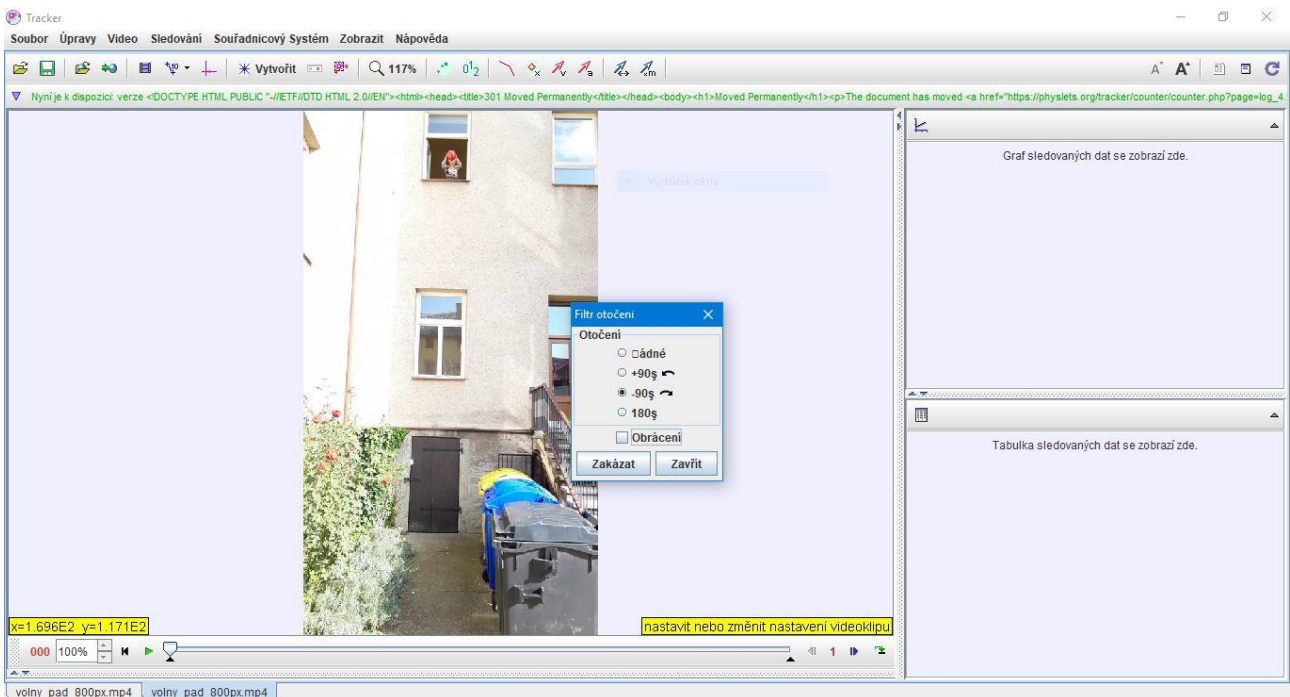 Tracker
Soubor Úpravy Video Sledování Souřadnicový Systém Zobrazit Nápověda
Vytvořit 117%
Nyní je k dispozici: verze <!DOCTYPE HTML PUBLIC "-//IETF//DTD HTML 2.0//EN"><html><head><title>301 Moved Permanently</title></head><body><h1>Moved Permanently</h1><p>The document has moved <a href="https://physlets.org/tracker/counter/counter.php?page=log_4.
Graf sledovaných dat se zobrazí zde.
Výstřižek okna
Filtr otočení
Otočení
□ádné
+90ş
-90ş
180ş
Obrácení
Zakázat Zavřít
Tabulka sledovaných dat se zobrazí zde.
x=1.696E2 y=1.171E2
nastavit nebo změnit nastavení videoklipu
000 100% 1
volny_pad_800px.mp4 volny_pad_800px.mp4